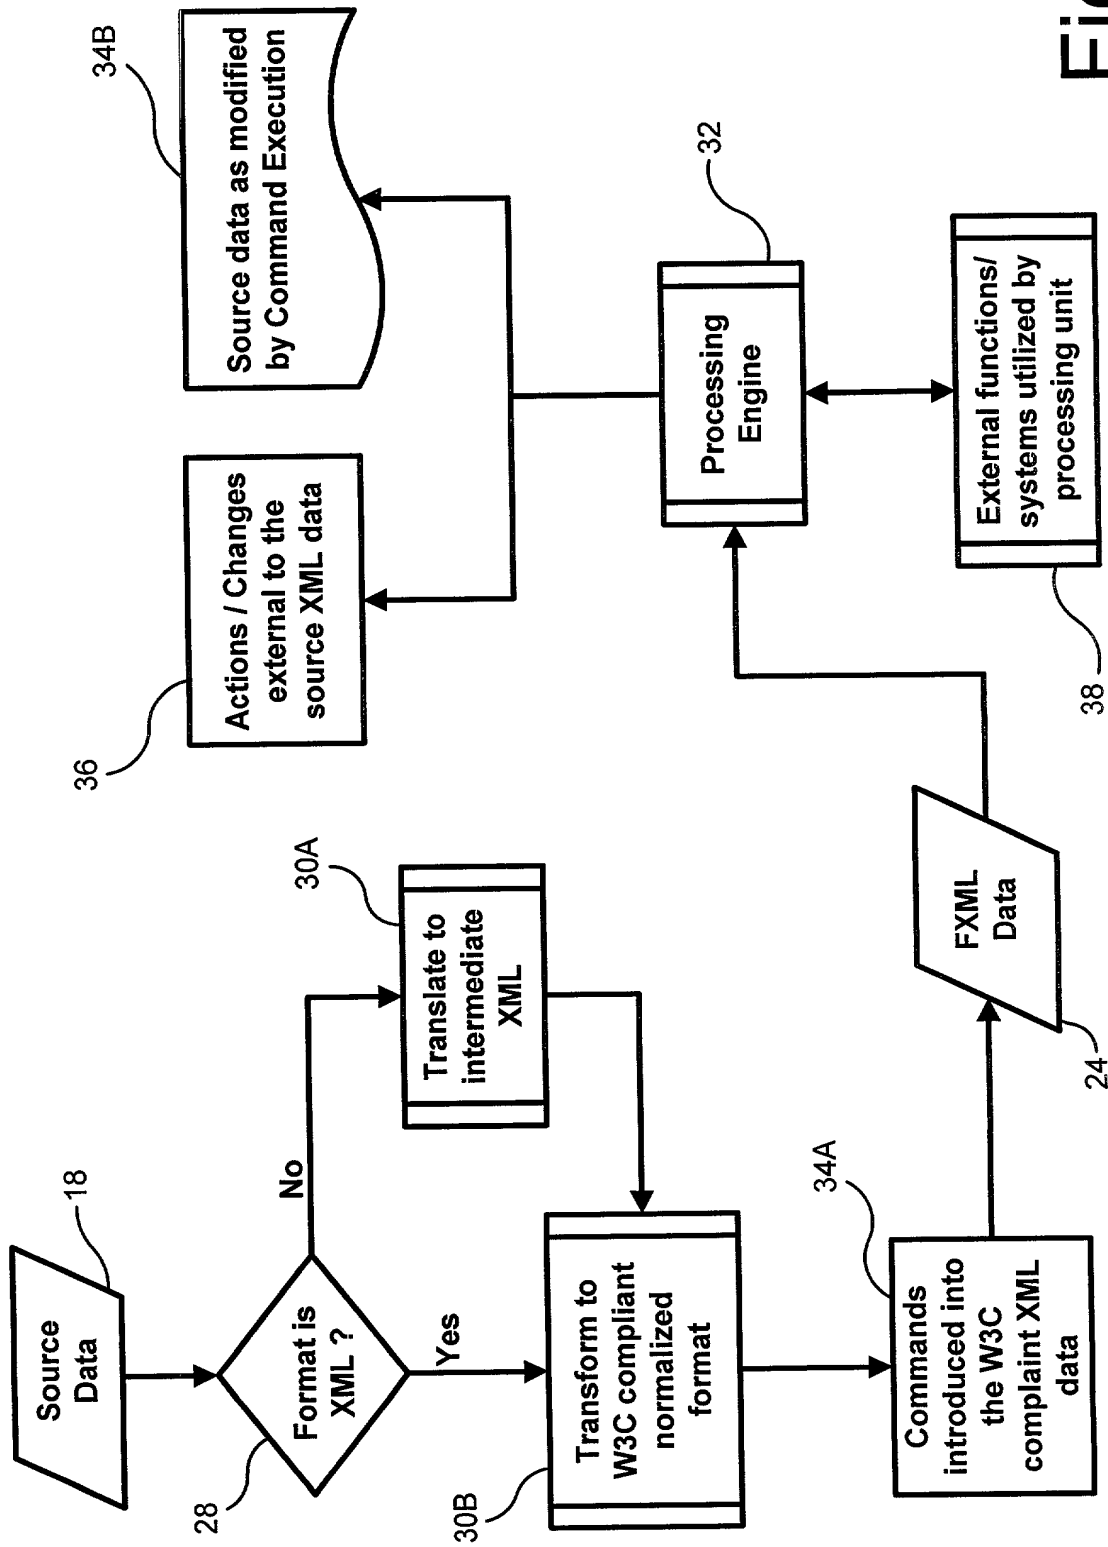 Source
Data
18
Format is
XML ?
28
No
Yes
Translate to
intermediate
XML
30A
Transform to
W3C compliant
normalized
format
30B
Commands
introduced into
the W3C
complaint XML
data
34A
FXML
Data
24
Processing
Engine
32
External functions/
systems utilized by
processing unit
38
Actions / Changes
external to the
source XML data
36
Source data as modified
by Command Execution
34B